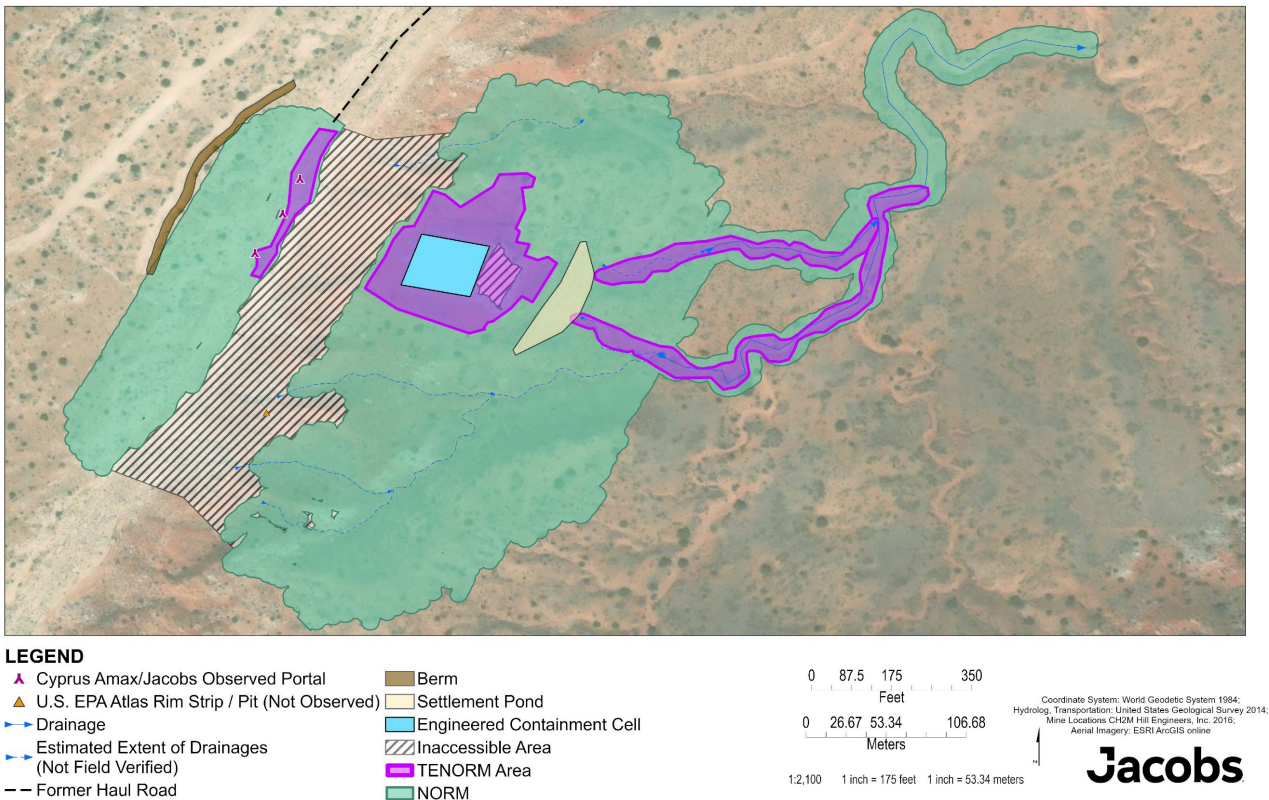 LEGEND
Cyprus Amax/Jacobs Observed Portal
U.S. EPA Atlas Rim Strip / Pit (Not Observed)
Drainage
Estimated Extent of Drainages
(Not Field Verified)
Former Haul Road
Berm
Settlement Pond
Engineered Containment Cell
Inaccessible Area
TENORM Area
NORM
0 87.5 175 350
Feet
0 26.67 53.34 106.68
Meters
1:2,100 1 inch = 175 feet 1 inch = 53.34 meters
Coordinate System: World Geodetic System 1984;
Hydrolog, Transportation: United States Geological Survey 2014;
Mine Locations CH2M Hill Engineers, Inc. 2016;
Aerial Imagery: ESRI ArcGIS online
Jacobs